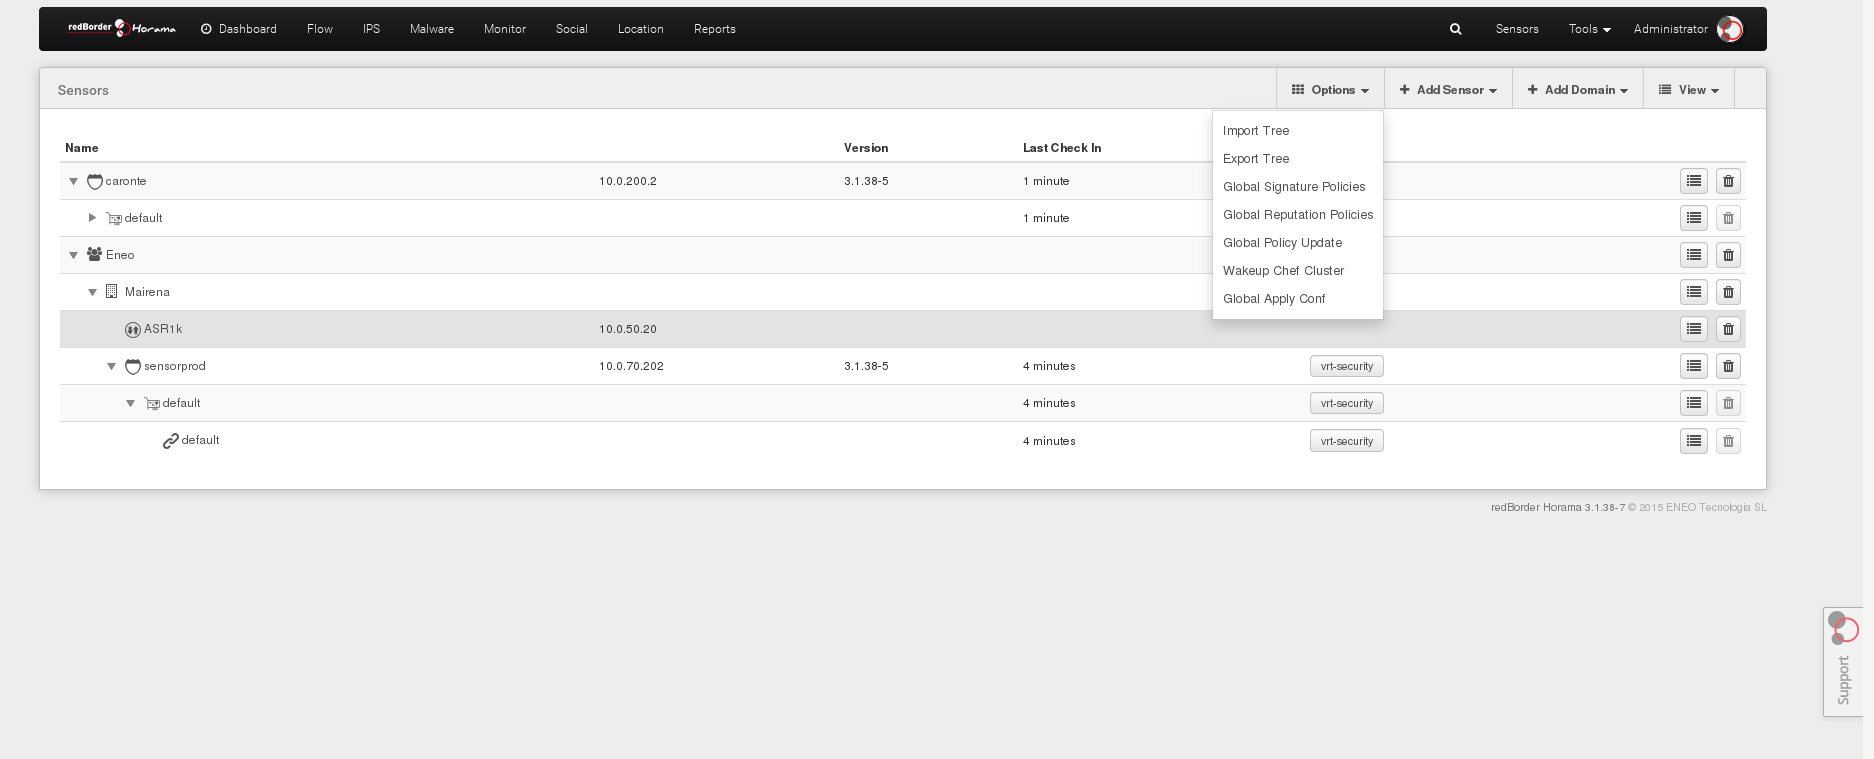 redBorder Horama Dashboard Flow IPS Malware Monitor Social Location Reports Sensors Tools Administrator
Sensors Options Add Sensor Add Domain View
Import Tree
Export Tree
Global Signature Policies
Global Reputation Policies
Global Policy Update
Wakeup Chef Cluster
Global Apply Conf
Name Version Last Check In
caronte 10.0.200.2 3.1.38-5 1 minute
default 1 minute
Eneo
Mairena
ASR1k 10.0.50.20
sensorprod 10.0.70.202 3.1.38-5 4 minutes vrt-security
default 4 minutes vrt-security
default 4 minutes vrt-security
redBorder Horama 3.1.38-7 © 2015 ENEO Tecnologia SL
Support